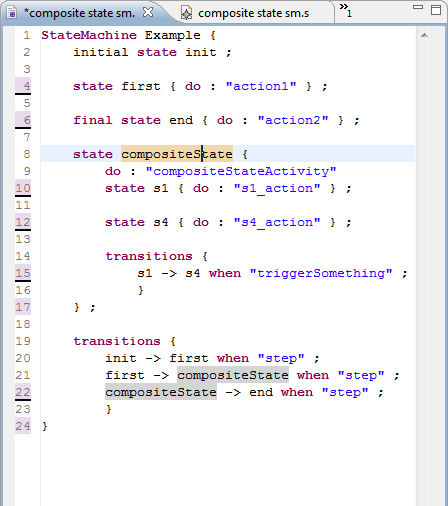 *composite state sm. composite state sm.s »1
1 StateMachine Example {
2 initial state init ;
3
4 state first { do : "action1" } ;
5
6 final state end { do : "action2" } ;
7
8 state compositeState {
9 do : "compositeStateActivity"
10 state s1 { do : "s1_action" } ;
11
12 state s4 { do : "s4_action" } ;
13
14 transitions {
15 s1 -> s4 when "triggerSomething" ;
16 }
17 } ;
18
19 transitions {
20 init -> first when "step" ;
21 first -> compositeState when "step" ;
22 compositeState -> end when "step" ;
23 }
24 }